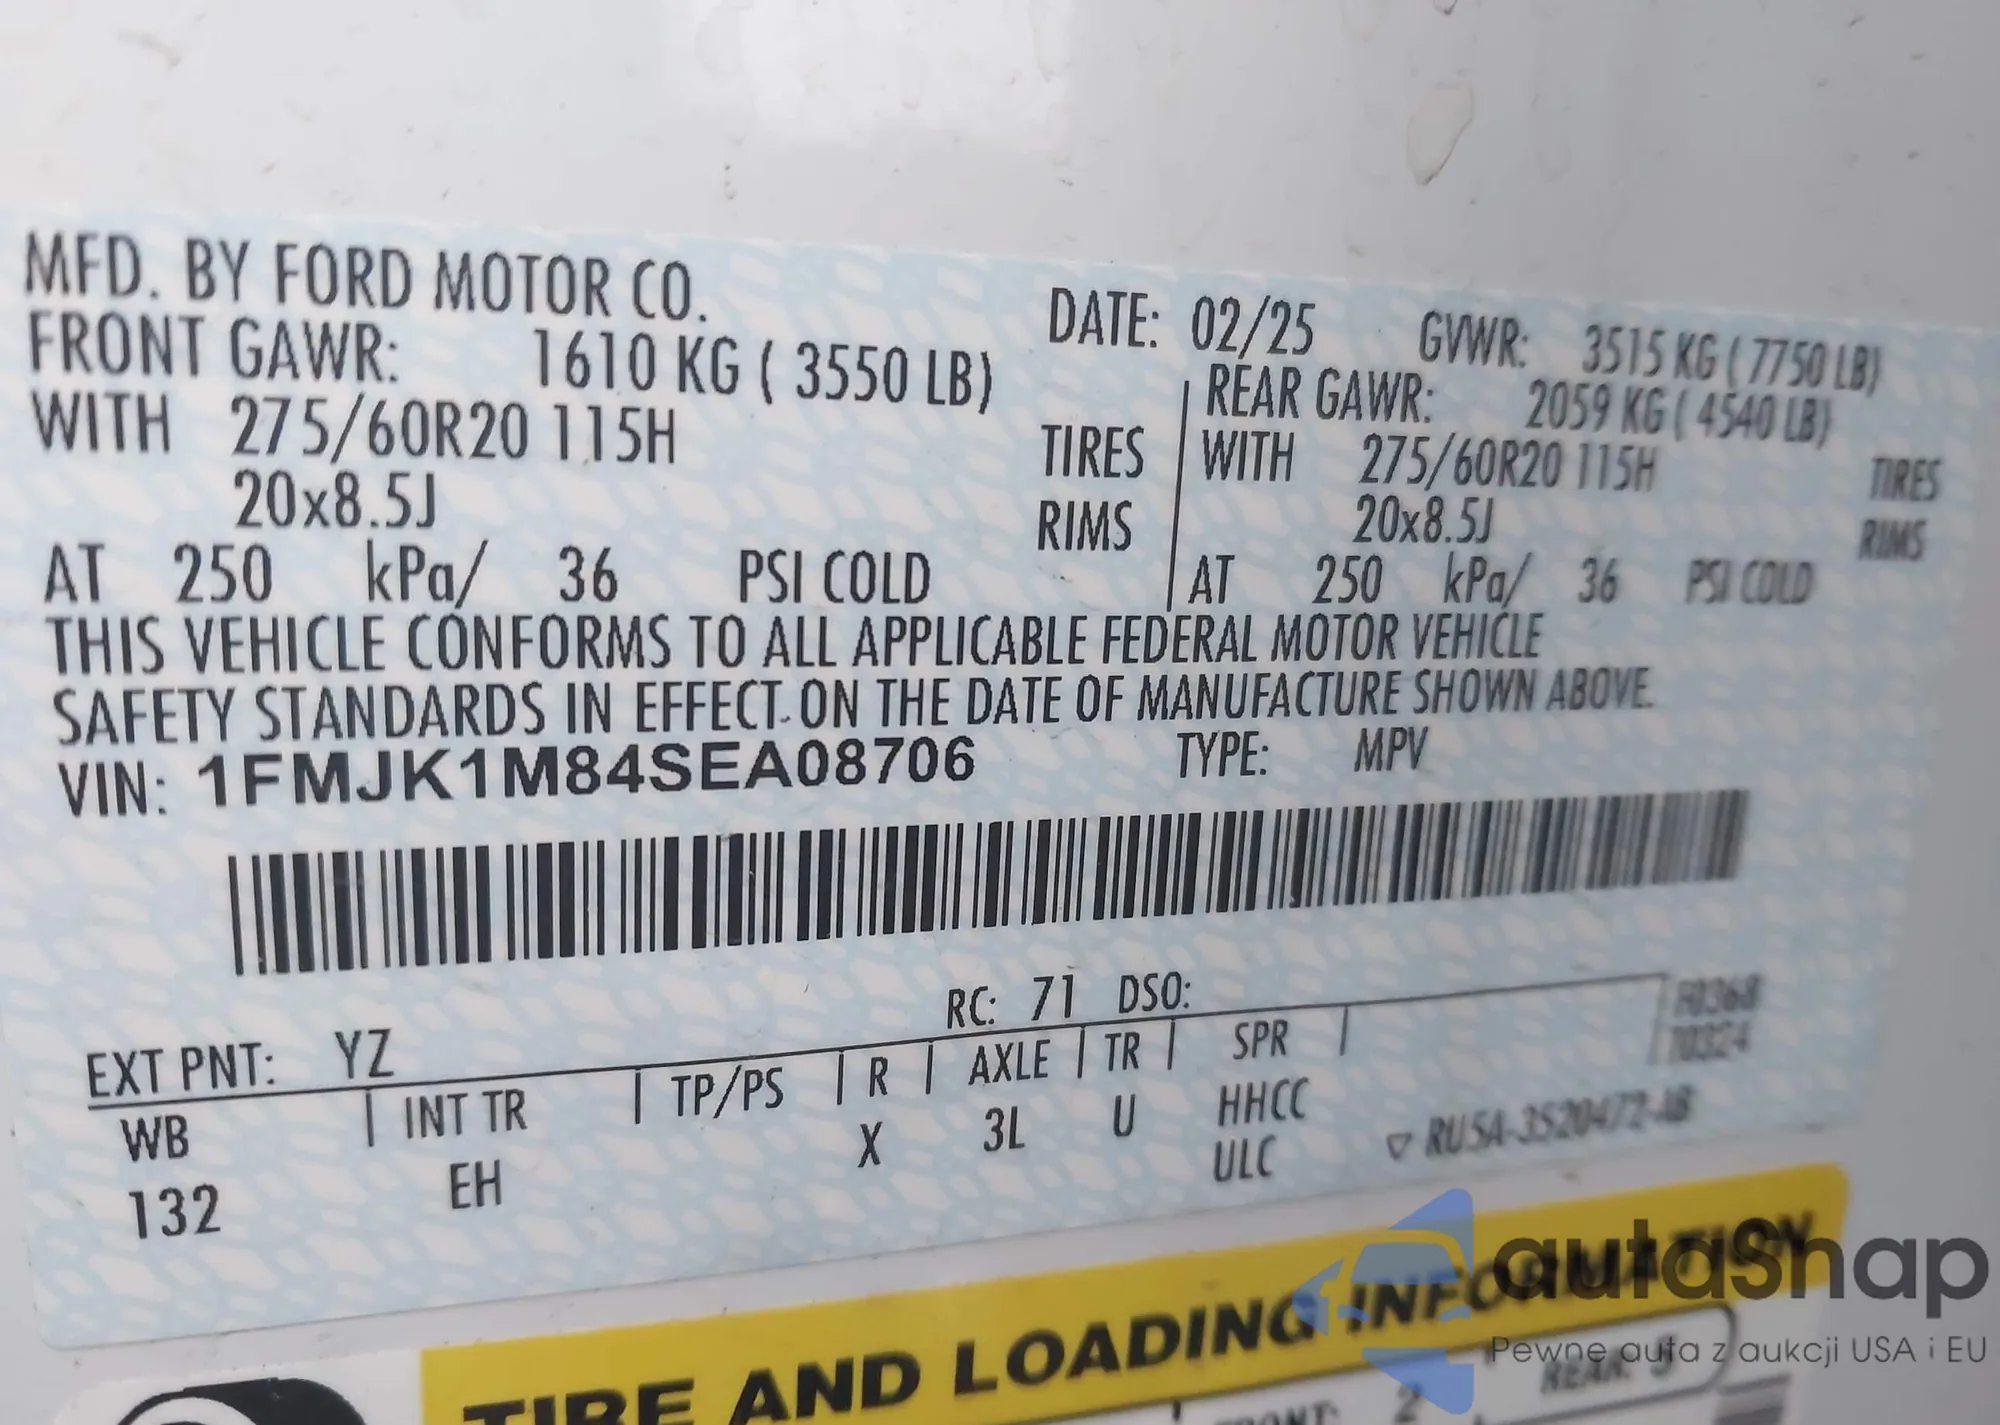 MFD. BY FORD MOTOR CO.
DATE: 02/25 GVWR: 3515 KG ( 7750 LB)
FRONT GAWR: 1610 KG ( 3550 LB)
REAR GAWR: 2059 KG ( 4540 LB)
WITH 275/60R20 115H TIRES
WITH 275/60R20 115H TIRES
20x8.5J RIMS
20x8.5J RIMS
AT 250 kPa/ 36 PSI COLD
AT 250 kPa/ 36 PSI COLD
THIS VEHICLE CONFORMS TO ALL APPLICABLE FEDERAL MOTOR VEHICLE
SAFETY STANDARDS IN EFFECT ON THE DATE OF MANUFACTURE SHOWN ABOVE.
VIN: 1FMJK1M84SEA08706 TYPE: MPV
RC: 71 DSO:
EXT PNT: YZ
WB INT TR TP/PS R AXLE TR SPR
132 EH X 3L U HHCC
ULC
TIRE AND LOADING INFORMATION
FRONT: 2 REAR:
autaSnap
Pewne auta z aukcji USA i EU